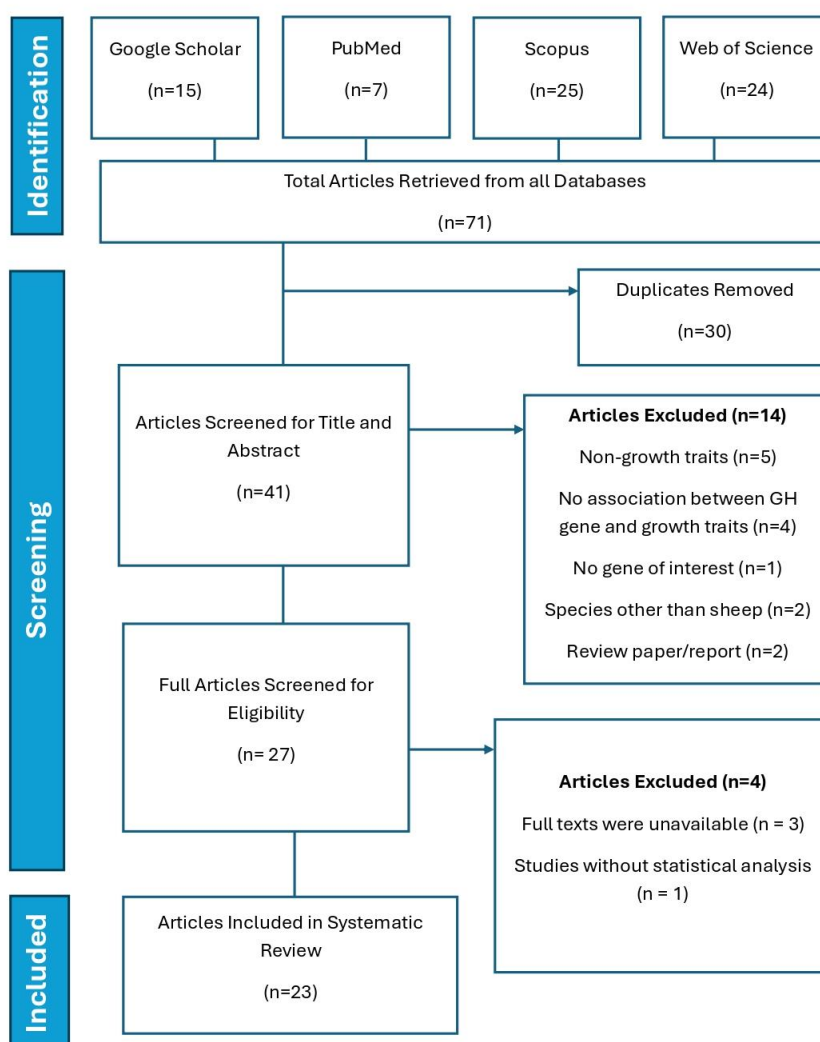 Identification
Google Scholar
(n=15)
PubMed
(n=7)
Scopus
(n=25)
Web of Science
(n=24)
Total Articles Retrieved from all Databases
(n=71)
Screening
Duplicates Removed
(n=30)
Articles Screened for Title and
Abstract
(n=41)
Articles Excluded (n=14)
Non-growth traits (n=5)
No association between GH
gene and growth traits (n=4)
No gene of interest (n=1)
Species other than sheep (n=2)
Review paper/report (n=2)
Full Articles Screened for
Eligibility
(n= 27)
Articles Excluded (n=4)
Full texts were unavailable (n = 3)
Studies without statistical analysis
(n = 1)
Included
Articles Included in Systematic
Review
(n=23)